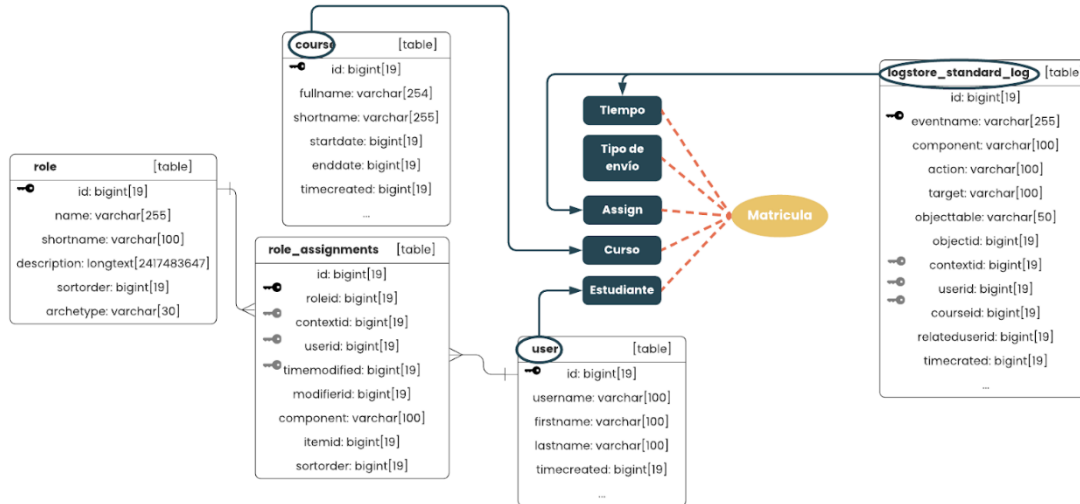 course [table]
id: bigint[19]
fullname: varchar[254]
shortname: varchar[255]
startdate: bigint[19]
enddate: bigint[19]
timecreated: bigint[19]
...
role [table]
id: bigint[19]
name: varchar[255]
shortname: varchar[100]
description: longtext[2417483647]
sortorder: bigint[19]
archetype: varchar[30]
role_assignments [table]
id: bigint[19]
roleid: bigint[19]
contextid: bigint[19]
userid: bigint[19]
timemodified: bigint[19]
modifierid: bigint[19]
component: varchar[100]
itemid: bigint[19]
sortorder: bigint[19]
TIempo
Tipo de
envío
Assign
Curso
Estudiante
Matricula
user [table]
id: bigint[19]
username: varchar[100]
firstname: varchar[100]
lastname: varchar[100]
timecreated: bigint[19]
...
logstore_standard_log [table
id: bigint[19]
eventname: varchar[255]
component: varchar[100]
action: varchar[100]
target: varchar[100]
objecttable: varchar[50]
objectid: bigint[19]
contextid: bigint[19]
userid: bigint[19]
courseid: bigint[19]
relateduserid: bigint[19]
timecrated: bigint[19]
...